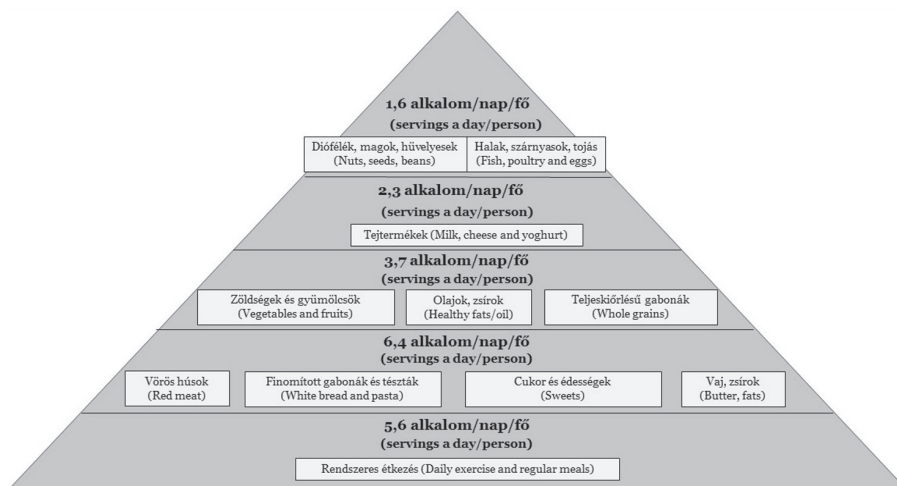 1,6 alkalom/nap/fő
(servings a day/person)
Diófélék, magok, hüvelyesek
(Nuts, seeds, beans)
Halak, szárnyasok, tojás
(Fish, poultry and eggs)
2,3 alkalom/nap/fő
(servings a day/person)
Tejtermékek (Milk, cheese and yoghurt)
3,7 alkalom/nap/fő
(servings a day/person)
Zöldségek és gyümölcsök
(Vegetables and fruits)
Olajok, zsírok
(Healthy fats/oil)
Teljeskiőrlésű gabonák
(Whole grains)
6,4 alkalom/nap/fő
(servings a day/person)
Vörös húsok
(Red meat)
Finomított gabonák és tészták
(White bread and pasta)
Cukor és édességek
(Sweets)
Vaj, zsírok
(Butter, fats)
5,6 alkalom/nap/fő
(servings a day/person)
Rendszeres étkezés (Daily exercise and regular meals)